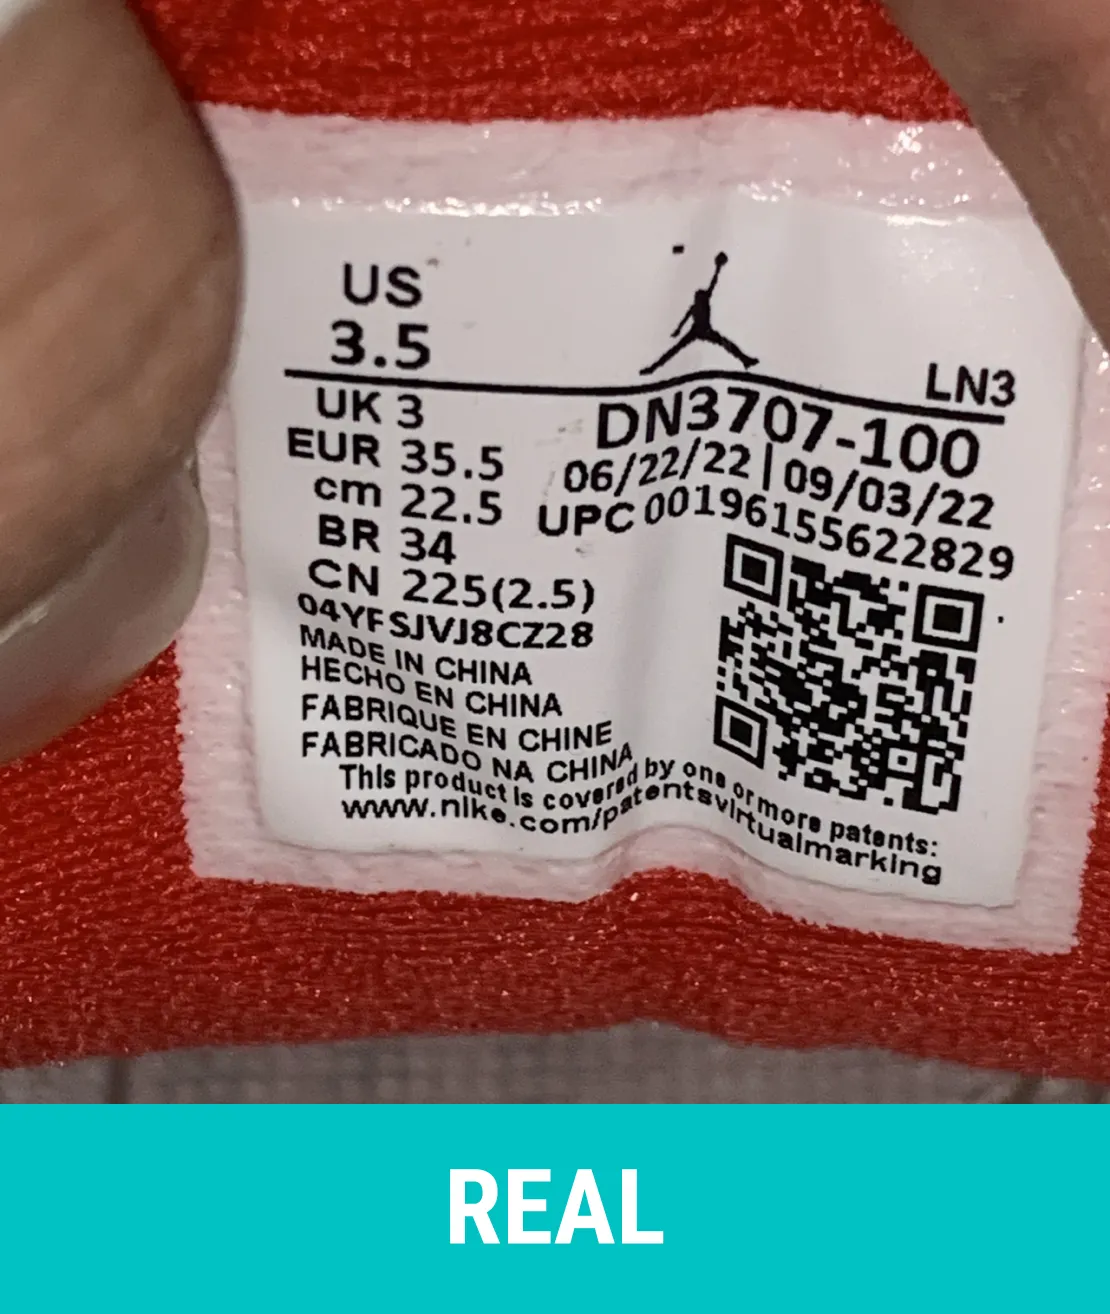 US
3.5
LN3
UK 3
EUR 35.5
cm 22.5
BR 34
CN 225(2.5)
DN3707-100
06/22/22 | 09/03/22
UPC 00196155622829
04YFSJVJ8CZ28
MADE IN CHINA
HECHO EN CHINA
FABRIQUE EN CHINE
FABRICADO NA CHINA
This product is covered by one or more patents:
www.nike.com/patentsvirtualmarking
REAL